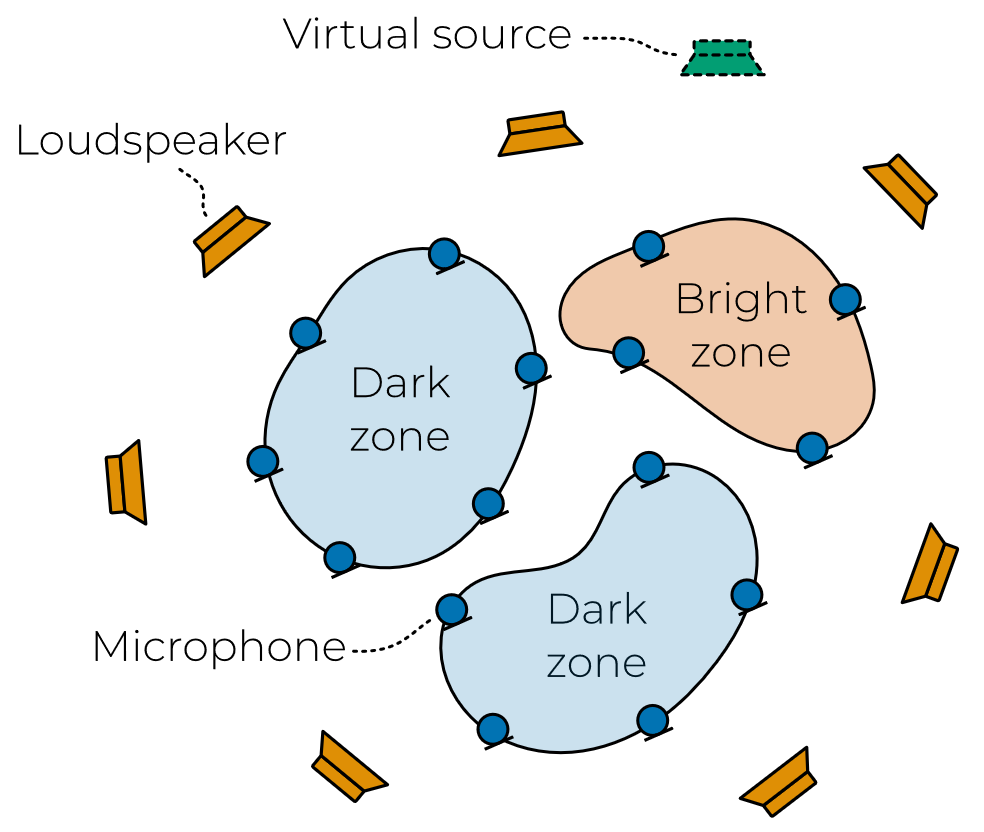 Virtual source
Loudspeaker
Bright
zone
Dark
zone
Dark
zone
Microphone